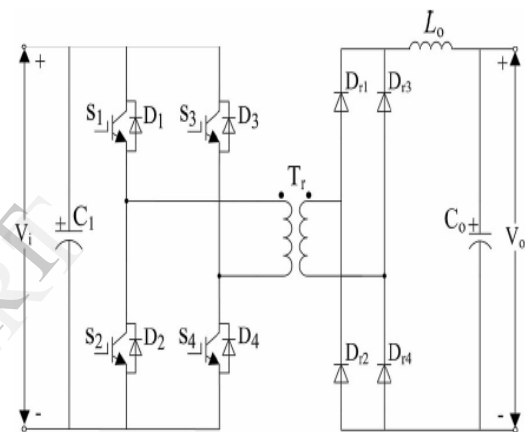 Lo
+
+
Dr1
Dr3
S1
D1
S3
D3
Tr
Vi
+
C1
Co
+
Vo
S2
D2
S4
D4
Dr2
Dr4
-
-